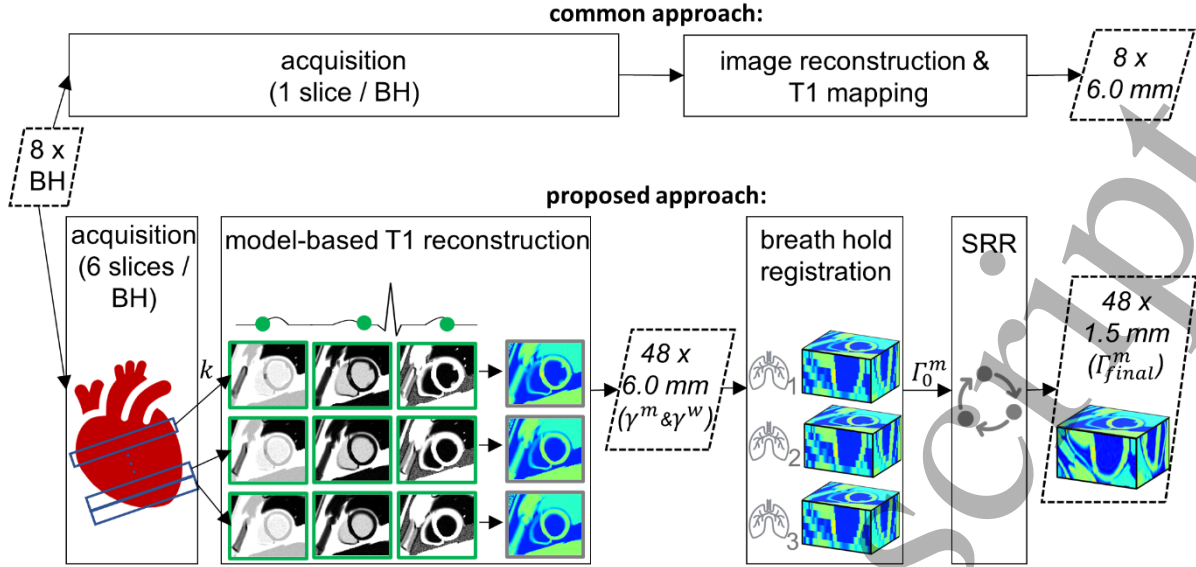 common approach:
acquisition
(1 slice / BH)
image reconstruction &
T1 mapping
8 x
6.0 mm
8 x
BH
proposed approach:
acquisition
(6 slices /
BH)
k
model-based T1 reconstruction
48 x
6.0 mm
(γ^m&γ^w)
breath hold
registration
1
2
3
Γ_0^m
SRR
48 x
1.5 mm
(Γ_final^m)
script